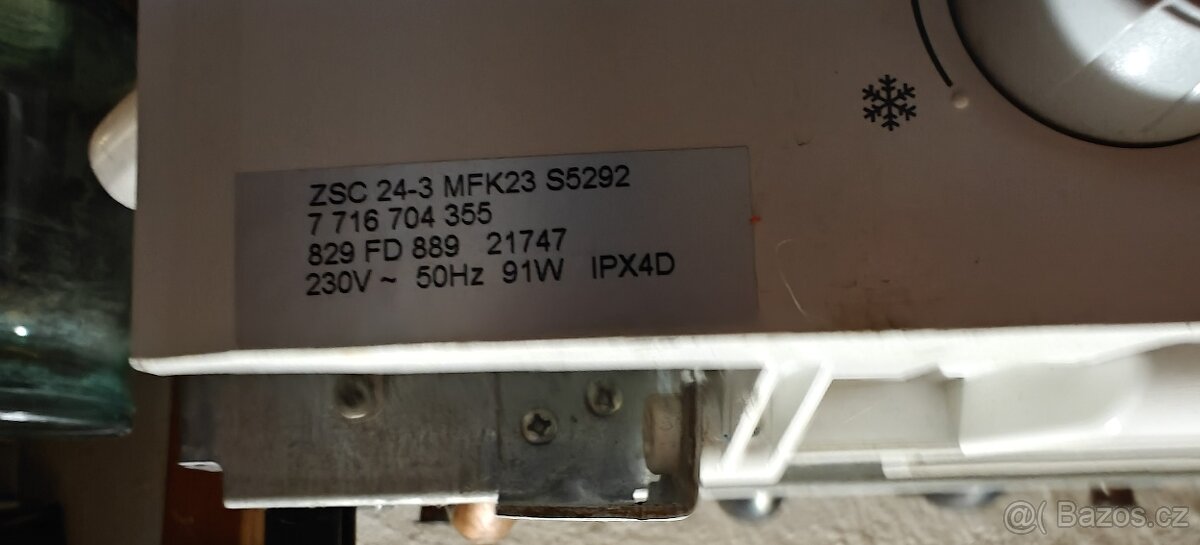 ZSC 24-3 MFK23 S5292
7 716 704 355
829 FD 889 21747
230V ~ 50Hz 91W IPX4D
@( Bazos.cz